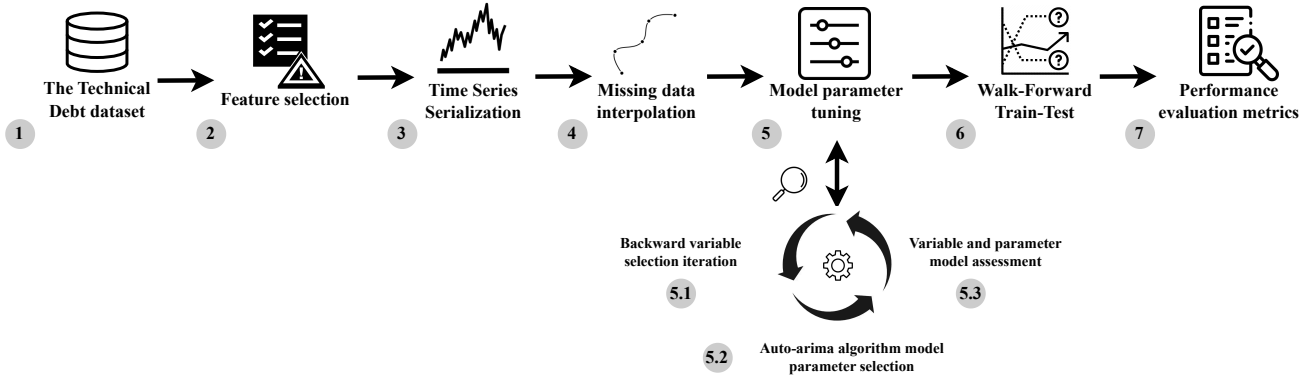 The Technical
Debt dataset
1
Feature selection
2
Time Series
Serialization
3
Missing data
interpolation
4
Model parameter
tuning
5
Walk-Forward
Train-Test
6
Performance
evaluation metrics
7
Backward variable
selection iteration
5.1
Auto-arima algorithm model
parameter selection
5.2
Variable and parameter
model assessment
5.3